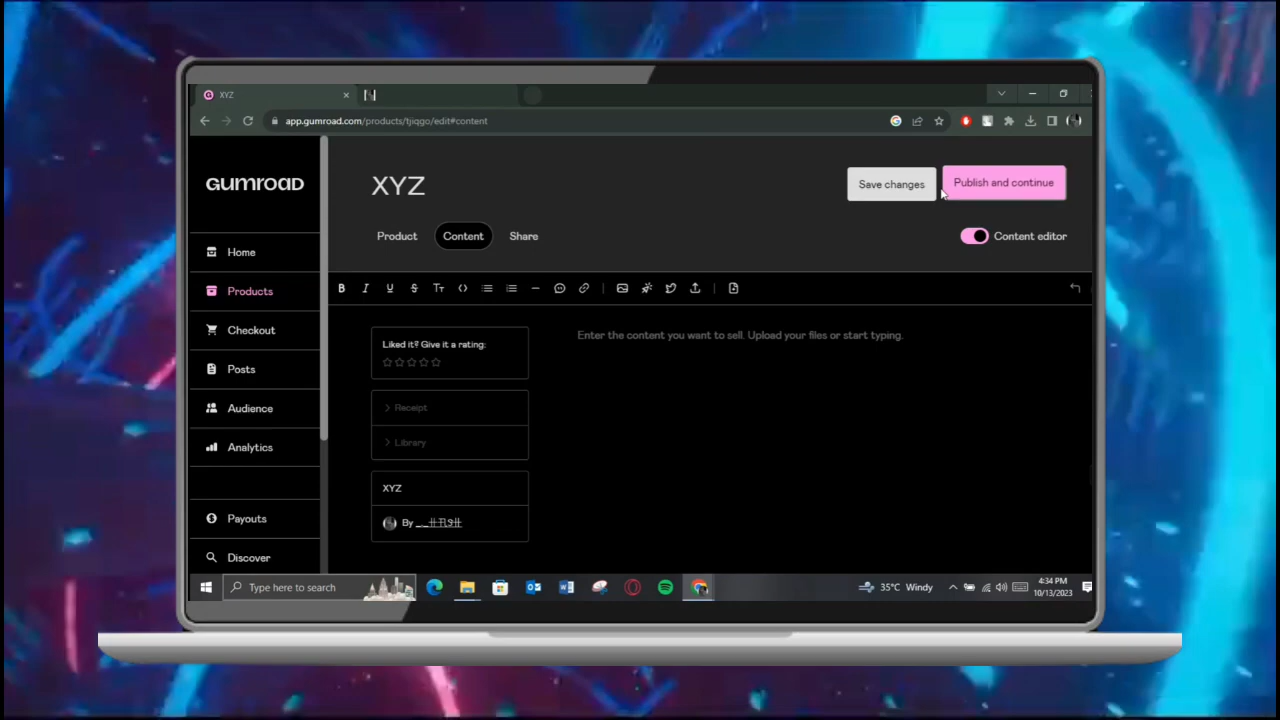 XYZ
app.gumroad.com/products/tjiqgo/edit#content
GUMROAD
XYZ
Save changes
Publish and continue
Product
Content
Share
Content editor
Home
Products
Checkout
Posts
Audience
Analytics
Payouts
Discover
B I U S TT
Enter the content you want to sell. Upload your files or start typing.
Liked it? Give it a rating:
Receipt
Library
XYZ
By
Type here to search
35°C Windy
4:34 PM
10/13/2023